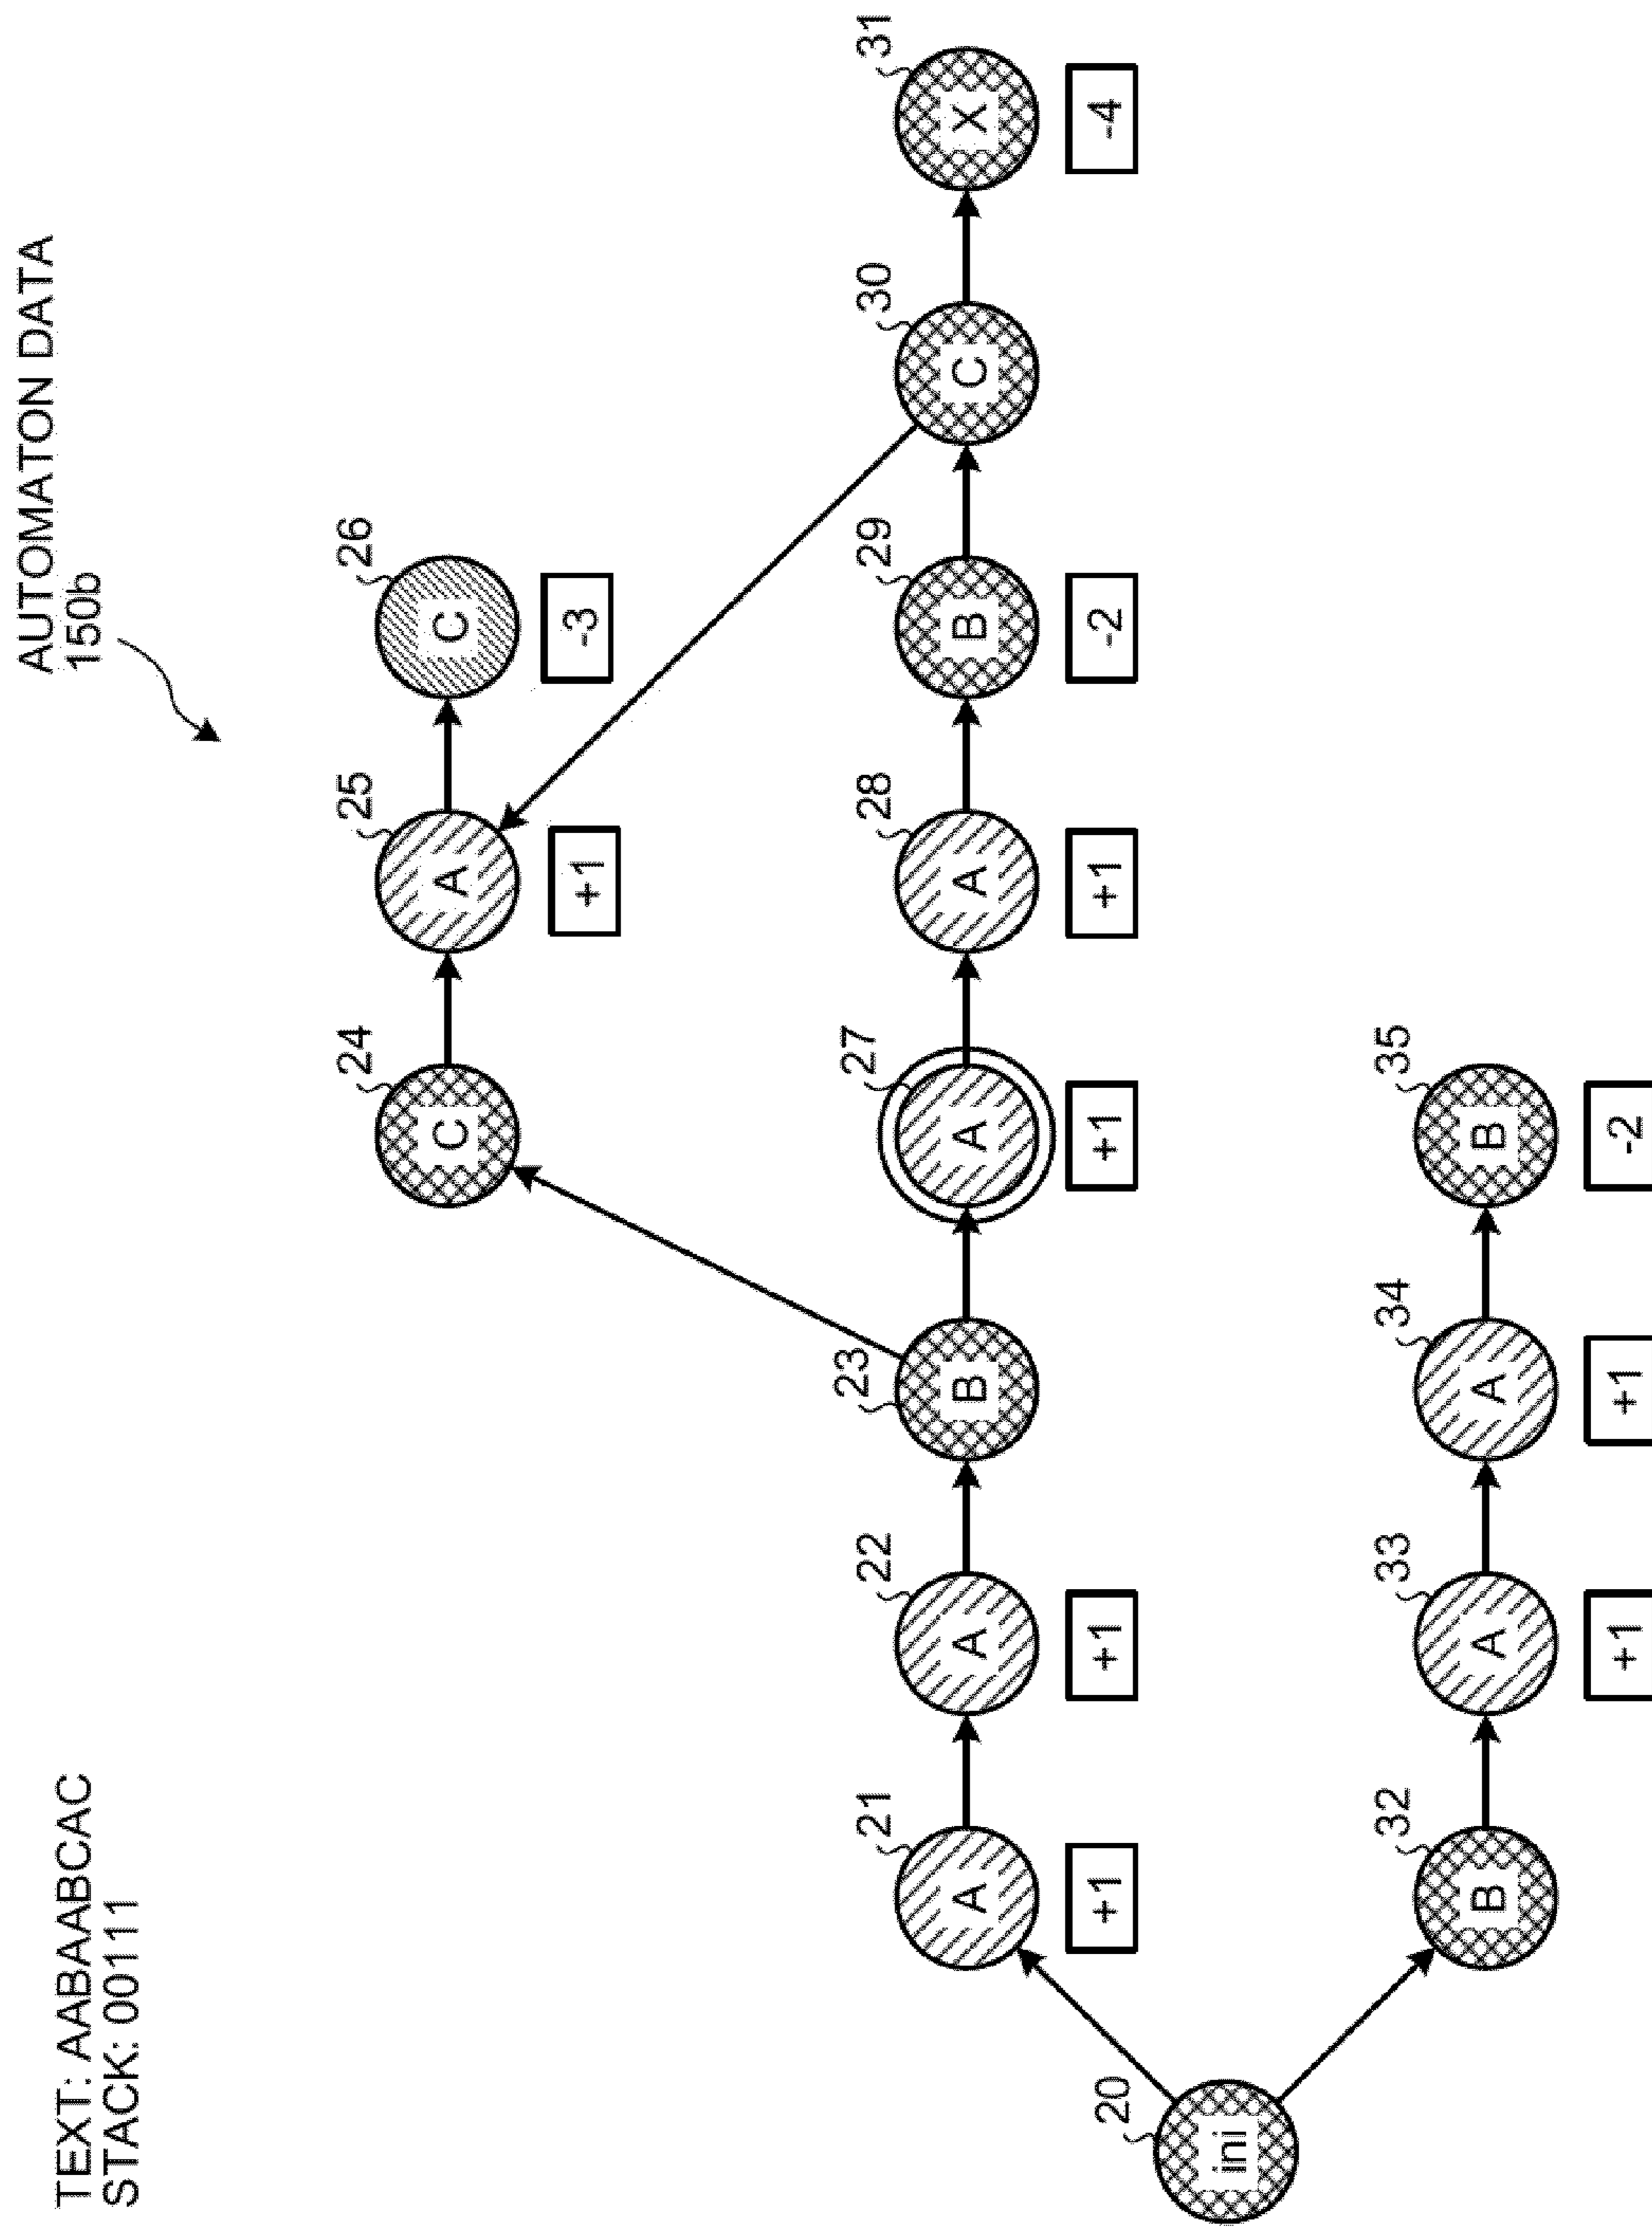 AUTOMATON DATA
150b
TEXT: AABAABCAC
STACK: 00111
24
25
26
C
A
C
+1
-3
21
22
23
27
28
29
30
31
A
A
B
A
A
B
C
X
+1
+1
+1
+1
-2
-4
20
ini
32
33
34
35
B
A
A
B
+1
+1
-2